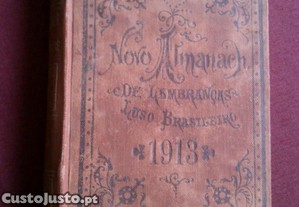 Novo Almanach
DE LEMBRANÇAS
LUSO BRASILEIRO
1913
Custojusto.pt